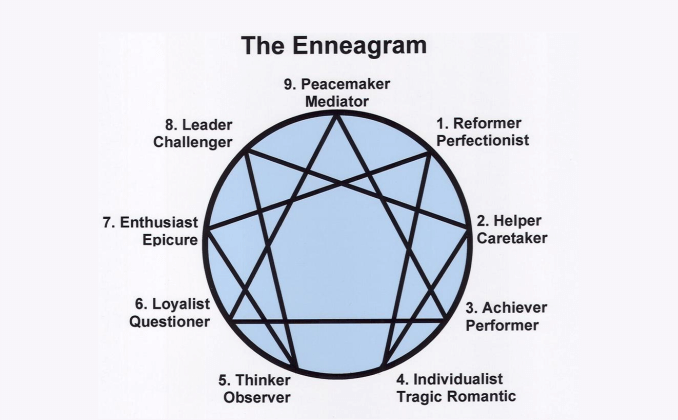 The Enneagram
9. Peacemaker
Mediator
8. Leader
Challenger
1. Reformer
Perfectionist
7. Enthusiast
Epicure
2. Helper
Caretaker
6. Loyalist
Questioner
3. Achiever
Performer
5. Thinker
Observer
4. Individualist
Tragic Romantic